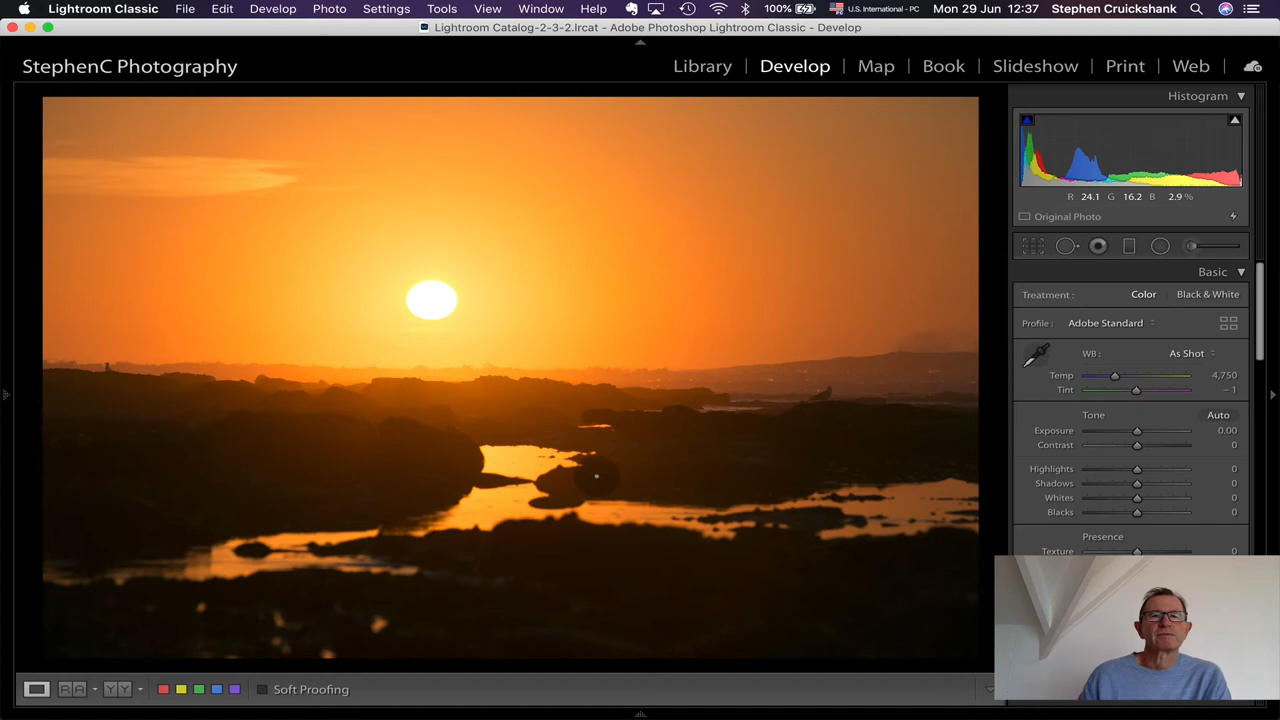 Lightroom Classic File Edit Develop Photo Settings Tools View Window Help 100% U.S. International - PC Mon 29 Jun 12:37 Stephen Cruickshank
Lightroom Catalog-2-3-2.lrcat - Adobe Photoshop Lightroom Classic - Develop
StephenC Photography Library Develop Map Book Slideshow Print Web
Histogram
R 24.1 G 16.2 B 2.9 %
Original Photo
Basic
Treatment : Color Black & White
Profile : Adobe Standard
WB : As Shot
Temp 4,750
Tint – 1
Tone Auto
Exposure 0.00
Contrast 0
Highlights 0
Shadows 0
Whites 0
Blacks 0
Presence
Texture 0
RA YY Soft Proofing